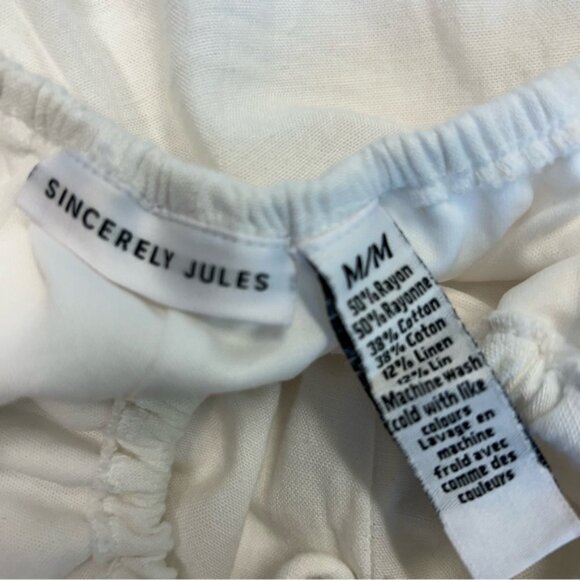 SINCERELY JULES
M/M
50% Rayon
50% Rayonne
38% Cotton
38% Coton
12% Linen
12% Lin
Machine wash
cold with like
colours
Lavage en
machine
froid avec
comme des
couleurs